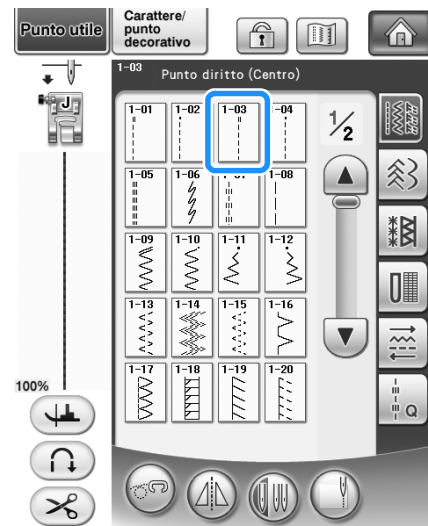 Punto utile
Carattere/
punto
decorativo
1-03
Punto diritto (Centro)
J
1-01 1-02 1-03 -04
1/2
1-05 1-06 1-08
1-09 1-10 1-11 1-12
1-13 1-14 1-15 1-16
1-17 1-18 1-19 1-20
100%
Q